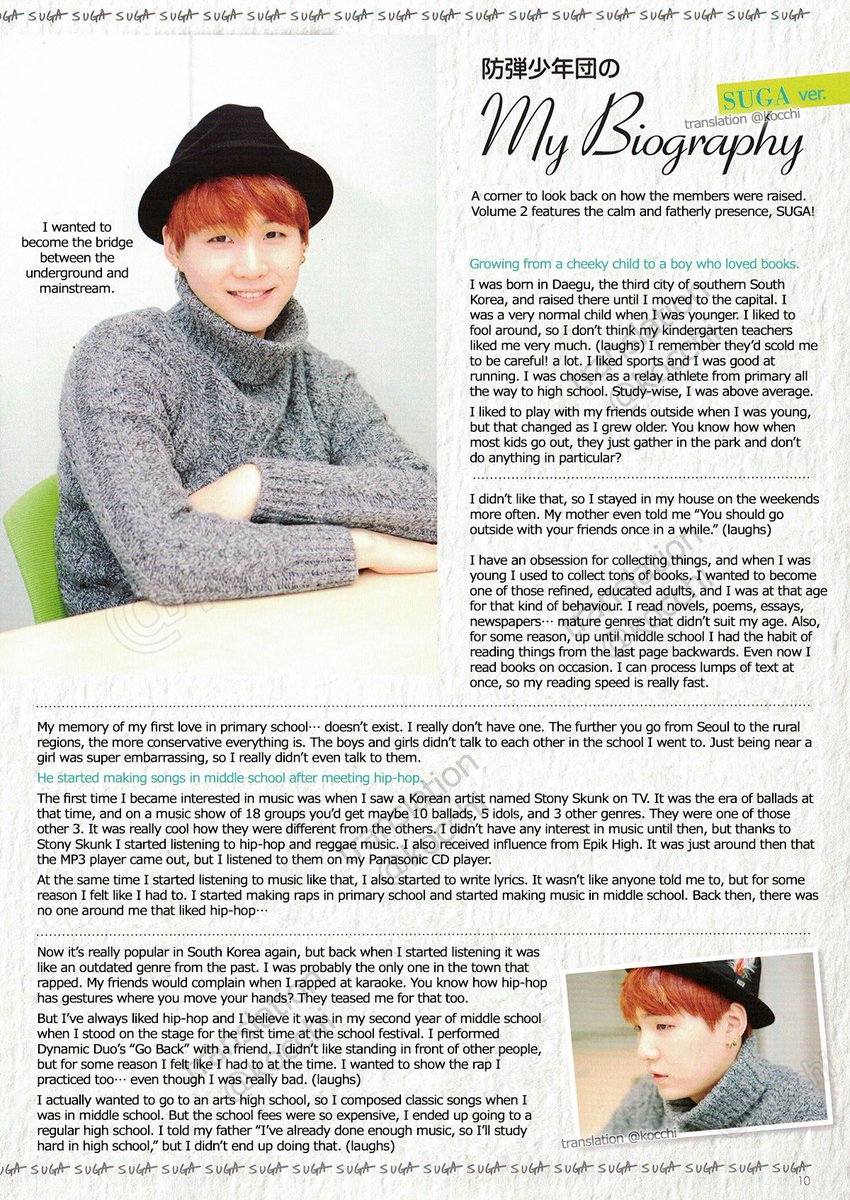 SUGA SUGA SUGA SUGA SUGA SUGA SUGA SUGA SUGA SUGA SUGA SUGA SUGA SUGA SUGA SUGA SUGA SUGA SUGA
防弾少年団の
SUGA ver.
translation @kocchi
My Biography
A corner to look back on how the members were raised.
Volume 2 features the calm and fatherly presence, SUGA!
I wanted to
become the bridge
between the
underground and
mainstream.
Growing from a cheeky child to a boy who loved books.
I was born in Daegu, the third city of southern South
Korea, and raised there until I moved to the capital. I
was a very normal child when I was younger. I liked to
fool around, so I don’t think my kindergarten teachers
liked me very much. (laughs) I remember they’d scold me
to be careful! a lot. I liked sports and I was good at
running. I was chosen as a relay athlete from primary all
the way to high school. Study-wise, I was above average.
I liked to play with my friends outside when I was young,
but that changed as I grew older. You know how when
most kids go out, they just gather in the park and don’t
do anything in particular?
I didn’t like that, so I stayed in my house on the weekends
more often. My mother even told me “You should go
outside with your friends once in a while.” (laughs)
I have an obsession for collecting things, and when I was
young I used to collect tons of books. I wanted to become
one of those refined, educated adults, and I was at that age
for that kind of behaviour. I read novels, poems, essays,
newspapers… mature genres that didn’t suit my age. Also,
for some reason, up until middle school I had the habit of
reading things from the last page backwards. Even now I
read books on occasion. I can process lumps of text at
once, so my reading speed is really fast.
My memory of my first love in primary school… doesn’t exist. I really don’t have one. The further you go from Seoul to the rural
regions, the more conservative everything is. The boys and girls didn’t talk to each other in the school I went to. Just being near a
girl was super embarrassing, so I really didn’t even talk to them.
He started making songs in middle school after meeting hip-hop.
The first time I became interested in music was when I saw a Korean artist named Stony Skunk on TV. It was the era of ballads at
that time, and on a music show of 18 groups you’d get maybe 10 ballads, 5 idols, and 3 other genres. They were one of those
other 3. It was really cool how they were different from the others. I didn’t have any interest in music until then, but thanks to
Stony Skunk I started listening to hip-hop and reggae music. I also received influence from Epik High. It was just around then that
the MP3 player came out, but I listened to them on my Panasonic CD player.
At the same time I started listening to music like that, I also started to write lyrics. It wasn’t like anyone told me to, but for some
reason I felt like I had to. I started making raps in primary school and started making music in middle school. Back then, there was
no one around me that liked hip-hop…
Now it’s really popular in South Korea again, but back when I started listening it was
like an outdated genre from the past. I was probably the only one in the town that
rapped. My friends would complain when I rapped at karaoke. You know how hip-hop
has gestures where you move your hands? They teased me for that too.
But I’ve always liked hip-hop and I believe it was in my second year of middle school
when I stood on the stage for the first time at the school festival. I performed
Dynamic Duo’s “Go Back” with a friend. I didn’t like standing in front of other people,
but for some reason I felt like I had to at the time. I wanted to show the rap I
practiced too… even though I was really bad. (laughs)
I actually wanted to go to an arts high school, so I composed classic songs when I
was in middle school. But the school fees were so expensive, I ended up going to a
regular high school. I told my father “I’ve already done enough music, so I’ll study
hard in high school,” but I didn’t end up doing that. (laughs)
translation @kocchi
SUGA SUGA SUGA SUGA SUGA SUGA SUGA SUGA SUGA SUGA SUGA SUGA SUGA SUGA SUGA SUGA SUGA SUGA SUGA
10